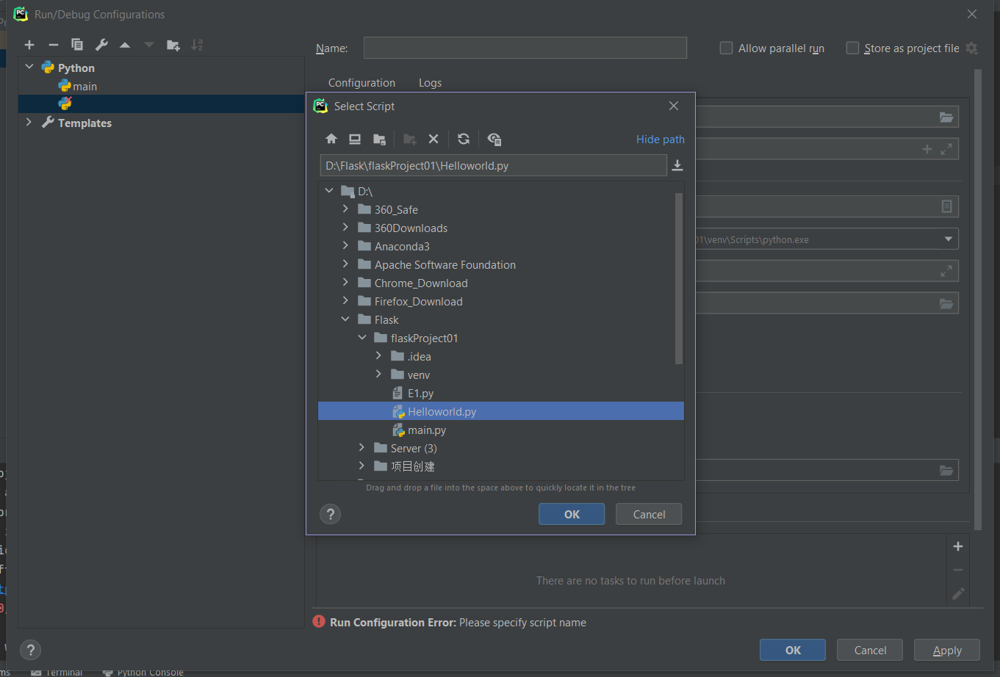 Run/Debug Configurations
Name:
Allow parallel run
Store as project file
Python
main
Templates
Configuration
Logs
Select Script
Hide path
D:\Flask\flaskProject01\Helloworld.py
D:\
360_Safe
360Downloads
Anaconda3
Apache Software Foundation
Chrome_Download
Firefox_Download
Flask
flaskProject01
.idea
venv
E1.py
Helloworld.py
main.py
Server (3)
项目创建
Drag and drop a file into the space above to quickly locate it in the tree
?
OK
Cancel
01\venv\Scripts\python.exe
There are no tasks to run before launch
Run Configuration Error: Please specify script name
?
OK
Cancel
Apply
Terminal
Python Console